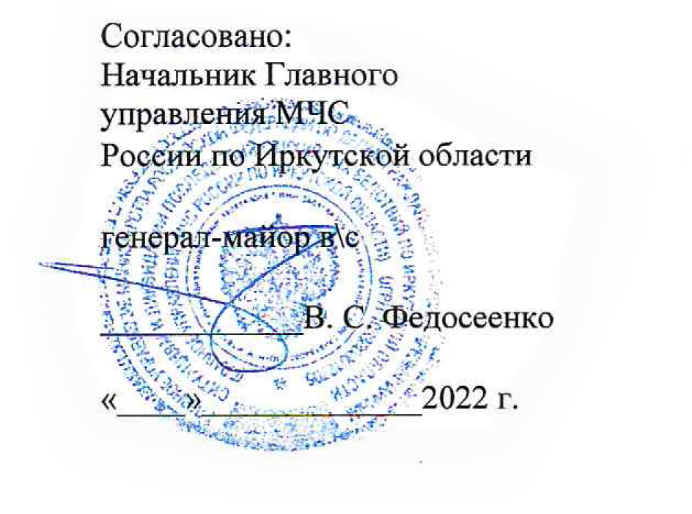 Согласовано:
Начальник Главного
управления МЧС
России по Иркутской области
генерал-майор в\с
______________В. С. Федосеенко
«____»_______________2022 г.